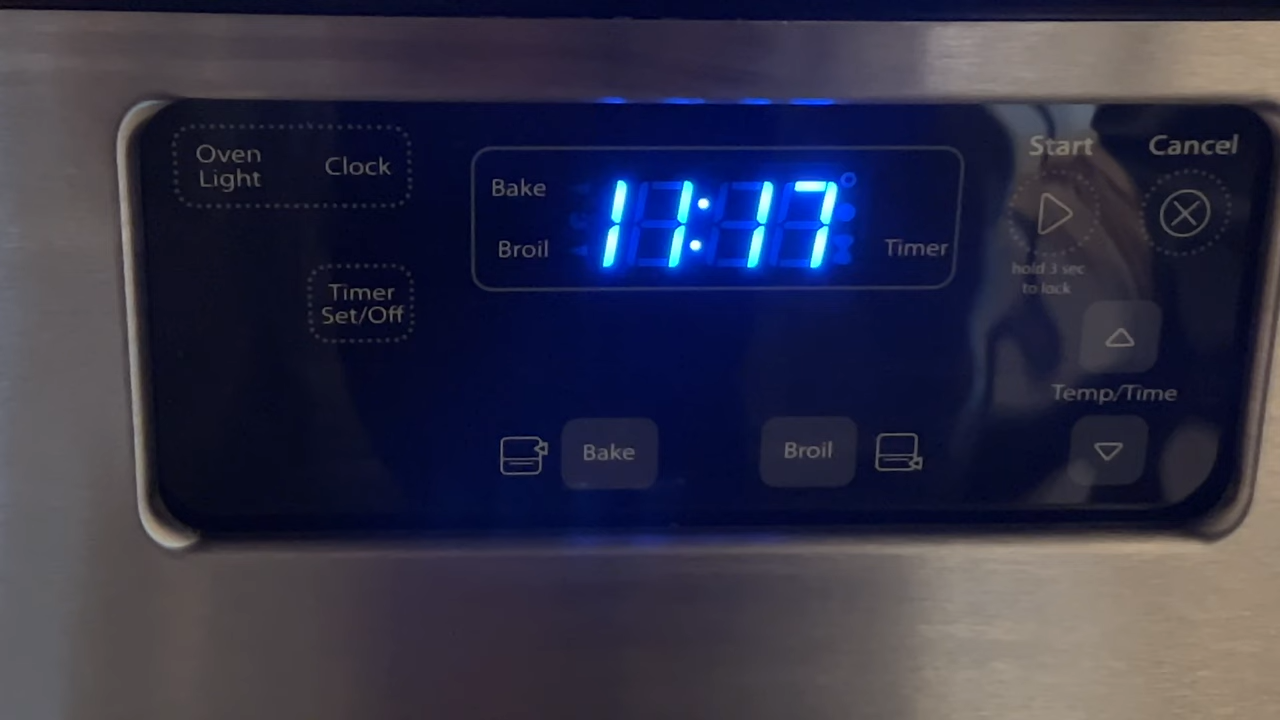 Oven
Light
Clock
Timer
Set/Off
Bake
Broil
11:17
Timer
Start
Cancel
hold 3 sec
to lock
Temp/Time
Bake
Broil